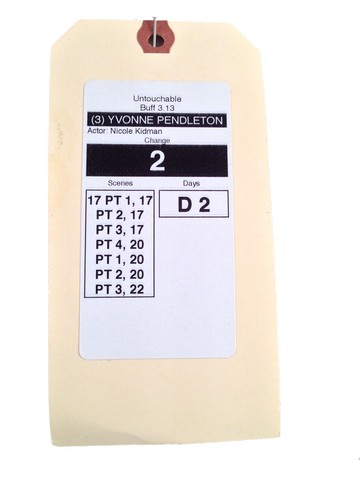 Untouchable
Buff 3.13
(3) YVONNE PENDLETON
Actor: Nicole Kidman
Change
2
Scenes
17 PT 1, 17
PT 2, 17
PT 3, 17
PT 4, 20
PT 1, 20
PT 2, 20
PT 3, 22
Days
D 2